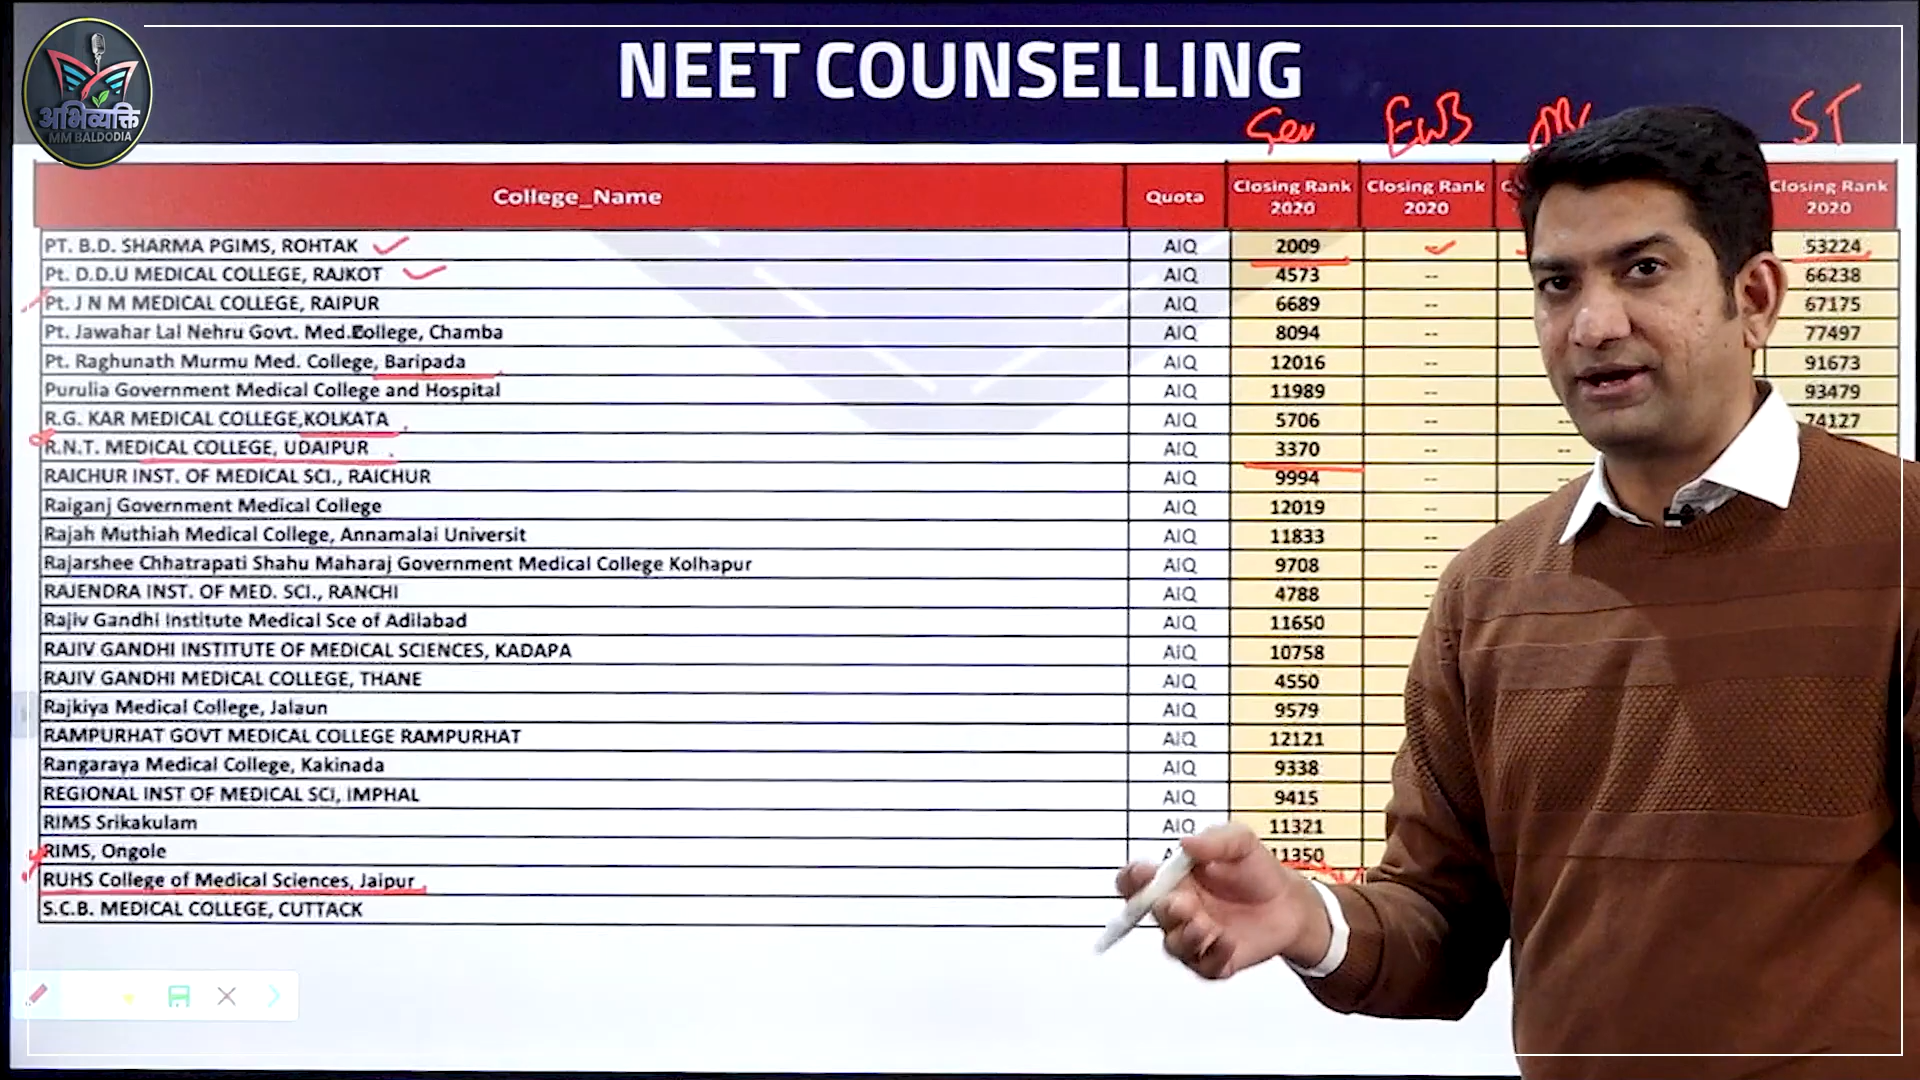 अभिव्यक्ति
MM BALDODIA
NEET COUNSELLING
Gen EWS ST
College_Name Quota Closing Rank 2020 Closing Rank 2020 Closing Rank 2020
PT. B.D. SHARMA PGIMS, ROHTAK AIQ 2009 53224
Pt. D.D.U MEDICAL COLLEGE, RAJKOT AIQ 4573 -- 66238
Pt. J N M MEDICAL COLLEGE, RAIPUR AIQ 6689 -- 67175
Pt. Jawahar Lal Nehru Govt. Med. College, Chamba AIQ 8094 -- 77497
Pt. Raghunath Murmu Med. College, Baripada AIQ 12016 -- 91673
Purulia Government Medical College and Hospital AIQ 11989 -- 93479
R.G. KAR MEDICAL COLLEGE,KOLKATA AIQ 5706 -- -- 74127
R.N.T. MEDICAL COLLEGE, UDAIPUR AIQ 3370 -- --
RAICHUR INST. OF MEDICAL SCI., RAICHUR AIQ 9994 -- --
Raiganj Government Medical College AIQ 12019 --
Rajah Muthiah Medical College, Annamalai Universit AIQ 11833 --
Rajarshee Chhatrapati Shahu Maharaj Government Medical College Kolhapur AIQ 9708 --
RAJENDRA INST. OF MED. SCI., RANCHI AIQ 4788
Rajiv Gandhi Institute Medical Sce of Adilabad AIQ 11650
RAJIV GANDHI INSTITUTE OF MEDICAL SCIENCES, KADAPA AIQ 10758
RAJIV GANDHI MEDICAL COLLEGE, THANE AIQ 4550
Rajkiya Medical College, Jalaun AIQ 9579
RAMPURHAT GOVT MEDICAL COLLEGE RAMPURHAT AIQ 12121
Rangaraya Medical College, Kakinada AIQ 9338
REGIONAL INST OF MEDICAL SCI, IMPHAL AIQ 9415
RIMS Srikakulam AIQ 11321
RIMS, Ongole 11350
RUHS College of Medical Sciences, Jaipur
S.C.B. MEDICAL COLLEGE, CUTTACK